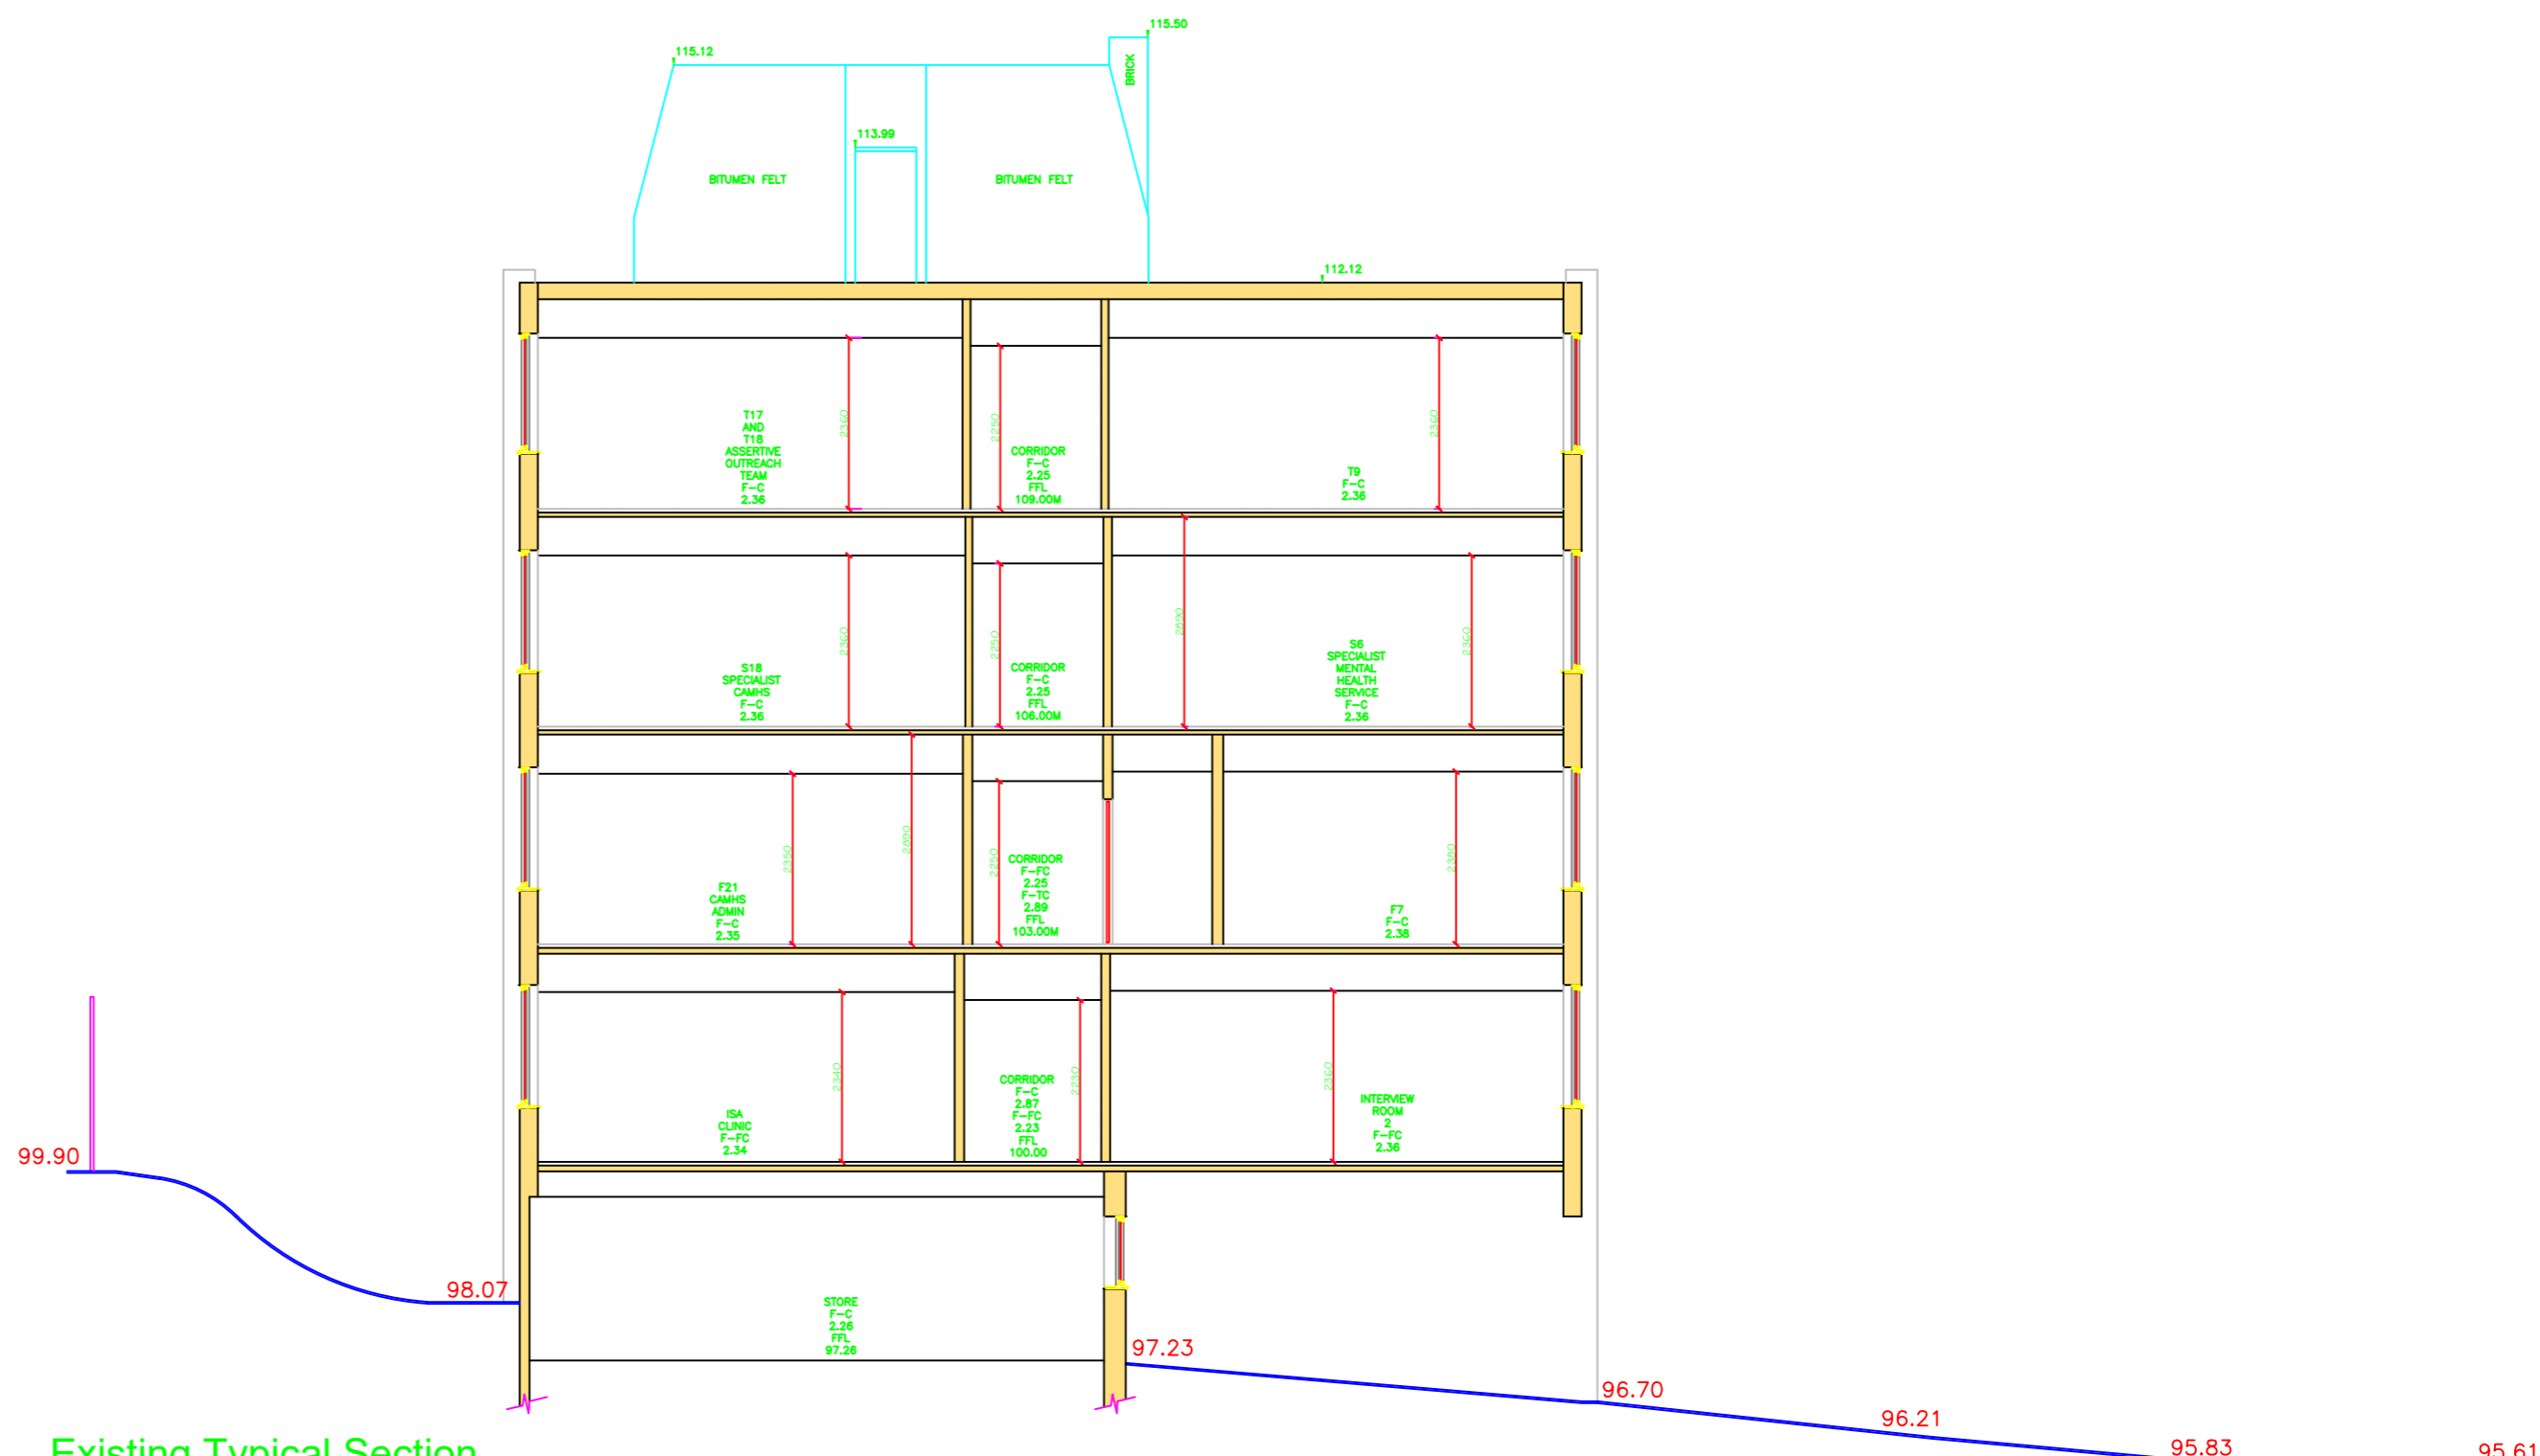 115.50
115.12
BRICK
113.99
BITUMEN FELT
BITUMEN FELT
112.12
T17
AND
T18
ASSERTIVE
OUTREACH
TEAM
F-C
2.36
2360
2250
CORRIDOR
F-C
2.25
FFL
109.00M
2360
T9
F-C
2.36
S18
SPECIALIST
CAMHS
F-C
2.36
2360
2250
CORRIDOR
F-C
2.25
FFL
106.00M
2890
S6
SPECIALIST
MENTAL
HEALTH
SERVICE
F-C
2.36
2360
F21
CAMHS
ADMIN
F-C
2.35
2350
2890
2250
CORRIDOR
F-FC
2.25
F-TC
2.89
FFL
103.00M
F7
F-C
2.38
2380
ISA
CLINIC
F-FC
2.34
2340
CORRIDOR
F-C
2.87
F-FC
2.23
FFL
100.00
2230
2360
INTERVIEW
ROOM
2
F-FC
2.36
99.90
98.07
STORE
F-C
2.26
FFL
97.26
97.23
96.70
96.21
95.83
95.61
Existing Typical Section